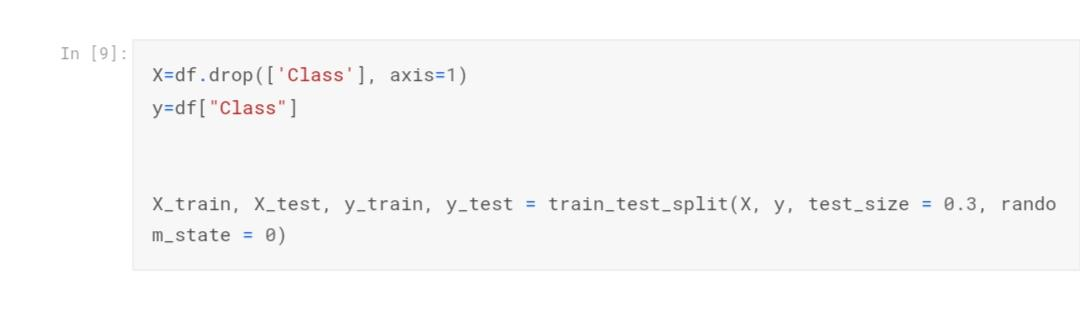 In [9]:
X=df.drop(['Class'], axis=1)
y=df["Class"]
X_train, X_test, y_train, y_test = train_test_split(X, y, test_size = 0.3, rando
m_state = 0)